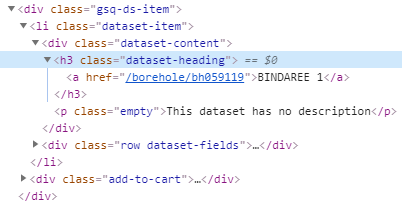 ▼<div class="gsq-ds-item">
▼<li class="dataset-item">
▼<div class="dataset-content">
▼<h3 class="dataset-heading"> == $0
<a href="/borehole/bh059119">BINDAREE 1</a>
</h3>
<p class="empty">This dataset has no description</p>
</div>
▶<div class="row dataset-fields">…</div>
</li>
▶<div class="add-to-cart">…</div>
</div>